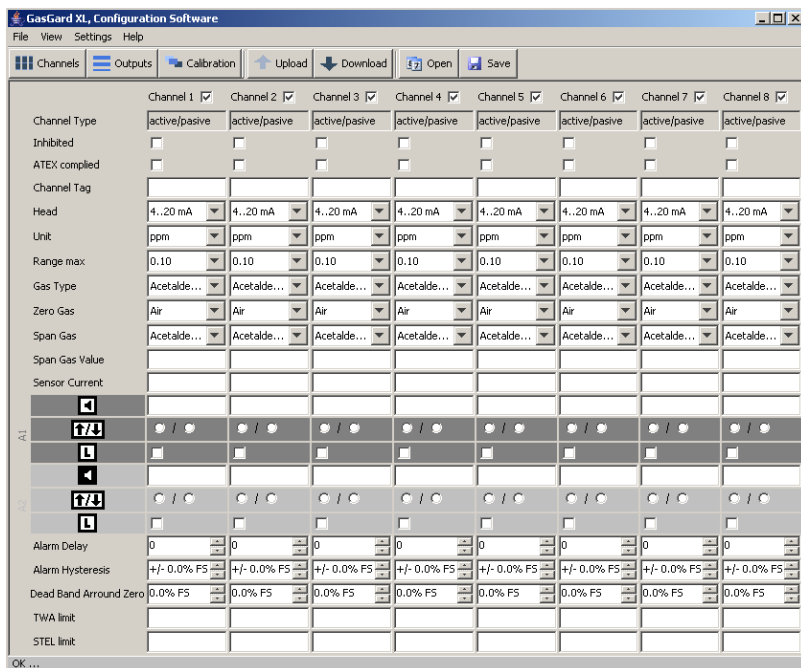 GasGard XL, Configuration Software
File View Settings Help
Channels Outputs Calibration Upload Download Open Save
Channel 1 Channel 2 Channel 3 Channel 4 Channel 5 Channel 6 Channel 7 Channel 8
Channel Type active/pasive active/pasive active/pasive active/pasive active/pasive active/pasive active/pasive active/pasive
Inhibited
ATEX complied
Channel Tag
Head 4..20 mA 4..20 mA 4..20 mA 4..20 mA 4..20 mA 4..20 mA 4..20 mA 4..20 mA
Unit ppm ppm ppm ppm ppm ppm ppm ppm
Range max 0.10 0.10 0.10 0.10 0.10 0.10 0.10 0.10
Gas Type Acetalde... Acetalde... Acetalde... Acetalde... Acetalde... Acetalde... Acetalde... Acetalde...
Zero Gas Air Air Air Air Air Air Air Air
Span Gas Acetalde... Acetalde... Acetalde... Acetalde... Acetalde... Acetalde... Acetalde... Acetalde...
Span Gas Value
Sensor Current
A1
/ / / / / / / / /
L
A2
/ / / / / / / / /
L
Alarm Delay 0 0 0 0 0 0 0 0
Alarm Hysteresis +/- 0.0% FS +/- 0.0% FS +/- 0.0% FS +/- 0.0% FS +/- 0.0% FS +/- 0.0% FS +/- 0.0% FS +/- 0.0% FS
Dead Band Arround Zero 0.0% FS 0.0% FS 0.0% FS 0.0% FS 0.0% FS 0.0% FS 0.0% FS 0.0% FS
TWA limit
STEL limit
OK ...